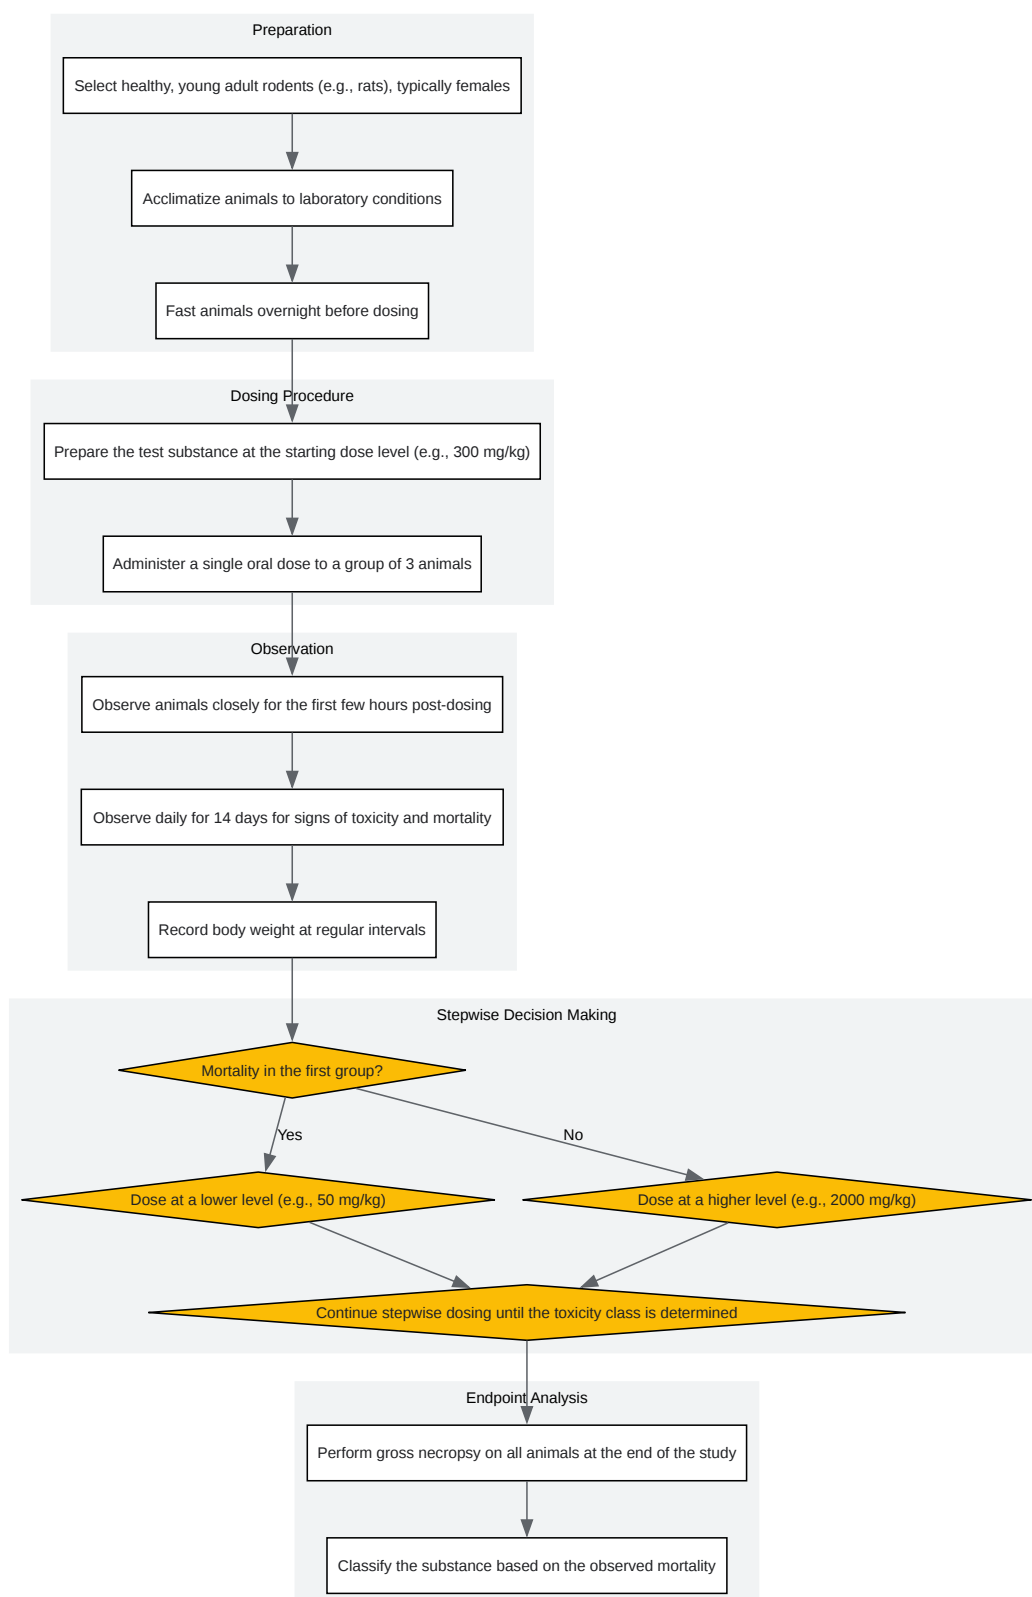 Preparation
Select healthy, young adult rodents (e.g., rats), typically females
Acclimatize animals to laboratory conditions
Fast animals overnight before dosing
Dosing Procedure
Prepare the test substance at the starting dose level (e.g., 300 mg/kg)
Administer a single oral dose to a group of 3 animals
Observation
Observe animals closely for the first few hours post-dosing
Observe daily for 14 days for signs of toxicity and mortality
Record body weight at regular intervals
Stepwise Decision Making
Mortality in the first group?
Yes
No
Dose at a lower level (e.g., 50 mg/kg)
Dose at a higher level (e.g., 2000 mg/kg)
Continue stepwise dosing until the toxicity class is determined
Endpoint Analysis
Perform gross necropsy on all animals at the end of the study
Classify the substance based on the observed mortality